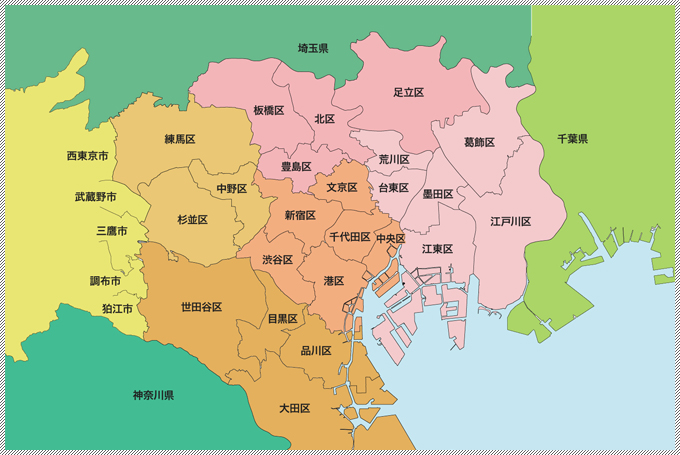 埼玉県
足立区
板橋区
北区
練馬区
葛飾区
千葉県
西東京市
荒川区
豊島区
中野区
文京区
台東区
墨田区
武蔵野市
杉並区
新宿区
江戸川区
三鷹市
千代田区
中央区
江東区
渋谷区
調布市
港区
狛江市
世田谷区
目黒区
品川区
神奈川県
大田区